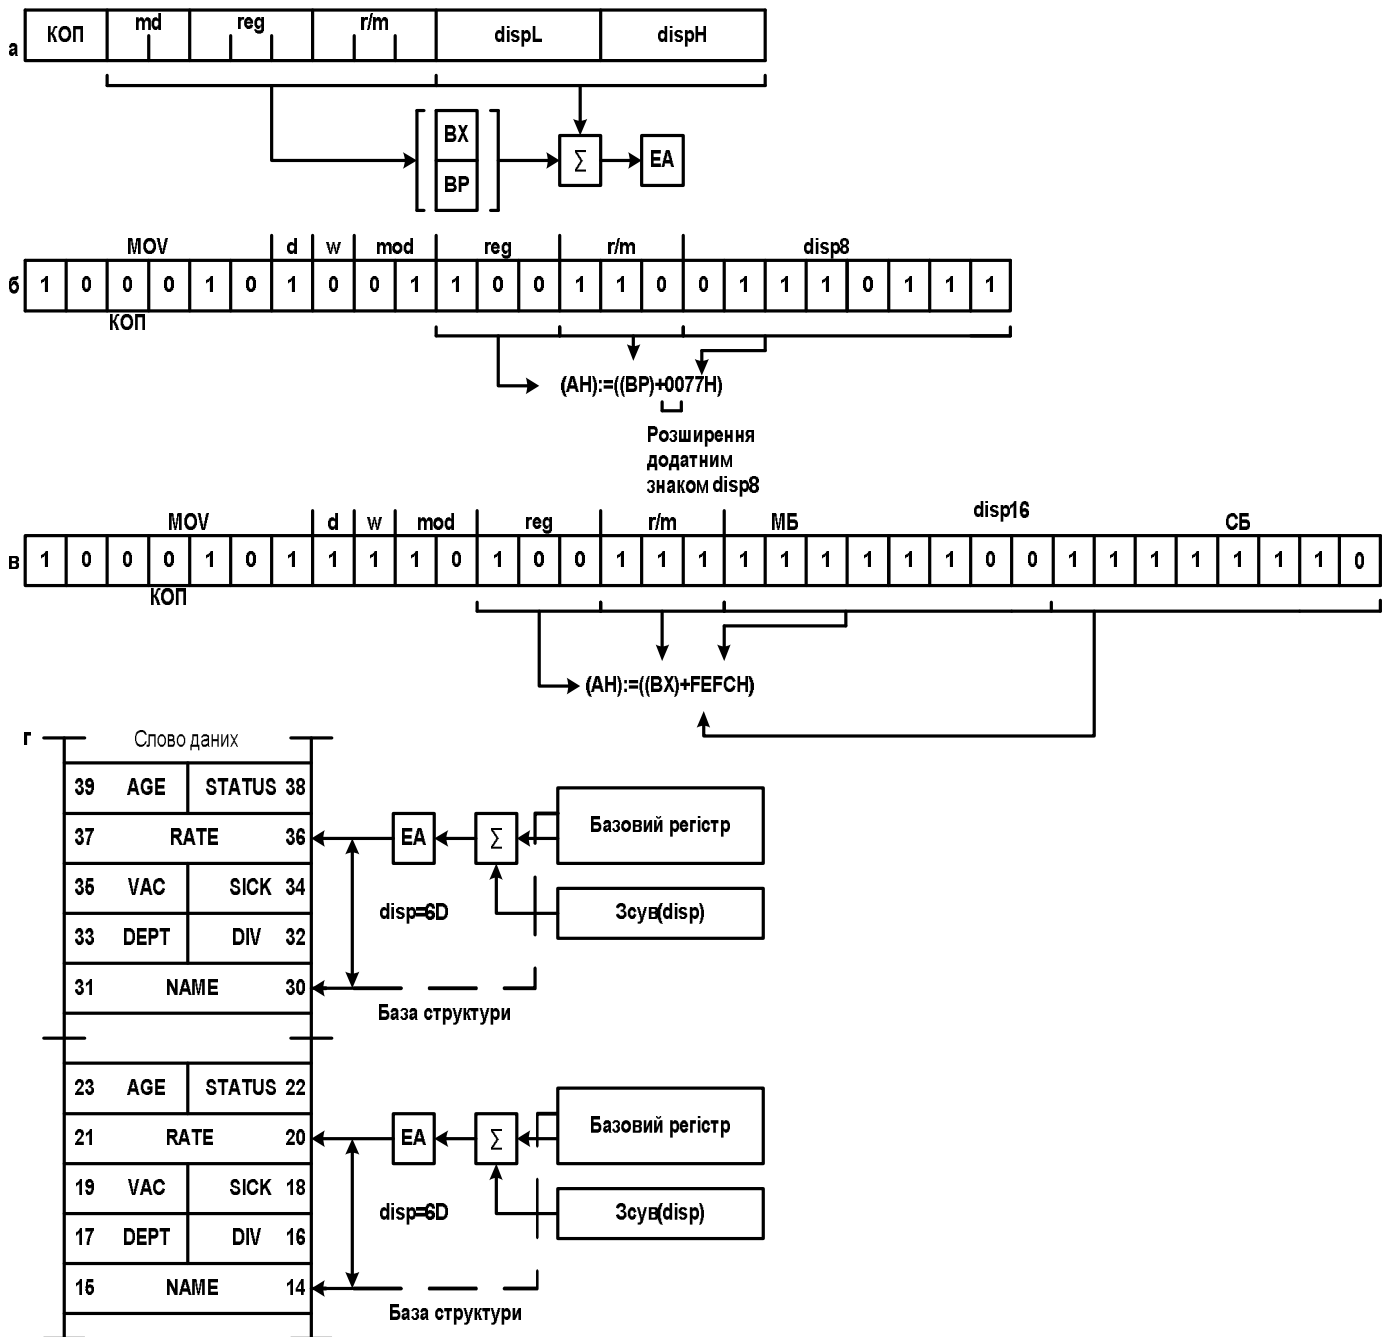 а КОП md reg r/m dispL dispH
BX
Σ EA
BP
MOV d w mod reg r/m disp8
б 1 0 0 0 1 0 1 0 0 1 1 0 0 1 1 0 0 1 1 1 0 1 1 1
КОП
(AH):=((BP)+0077H)
Розширення
додатним
знаком disp8
MOV d w mod reg r/m МБ disp16 СБ
в 1 0 0 0 1 0 1 1 1 1 0 1 0 0 1 1 1 1 1 1 1 1 1 0 0 1 1 1 1 1 1 1 0
КОП
(AH):=((BX)+FEFCH)
г Слово даних
39 AGE STATUS 38
Базовий регістр
37 RATE 36 EA Σ
35 VAC SICK 34
disp=6D Зсув(disp)
33 DEPT DIV 32
31 NAME 30
База структури
23 AGE STATUS 22
Базовий регістр
21 RATE 20 EA Σ
19 VAC SICK 18
disp=6D Зсув(disp)
17 DEPT DIV 16
15 NAME 14
База структури